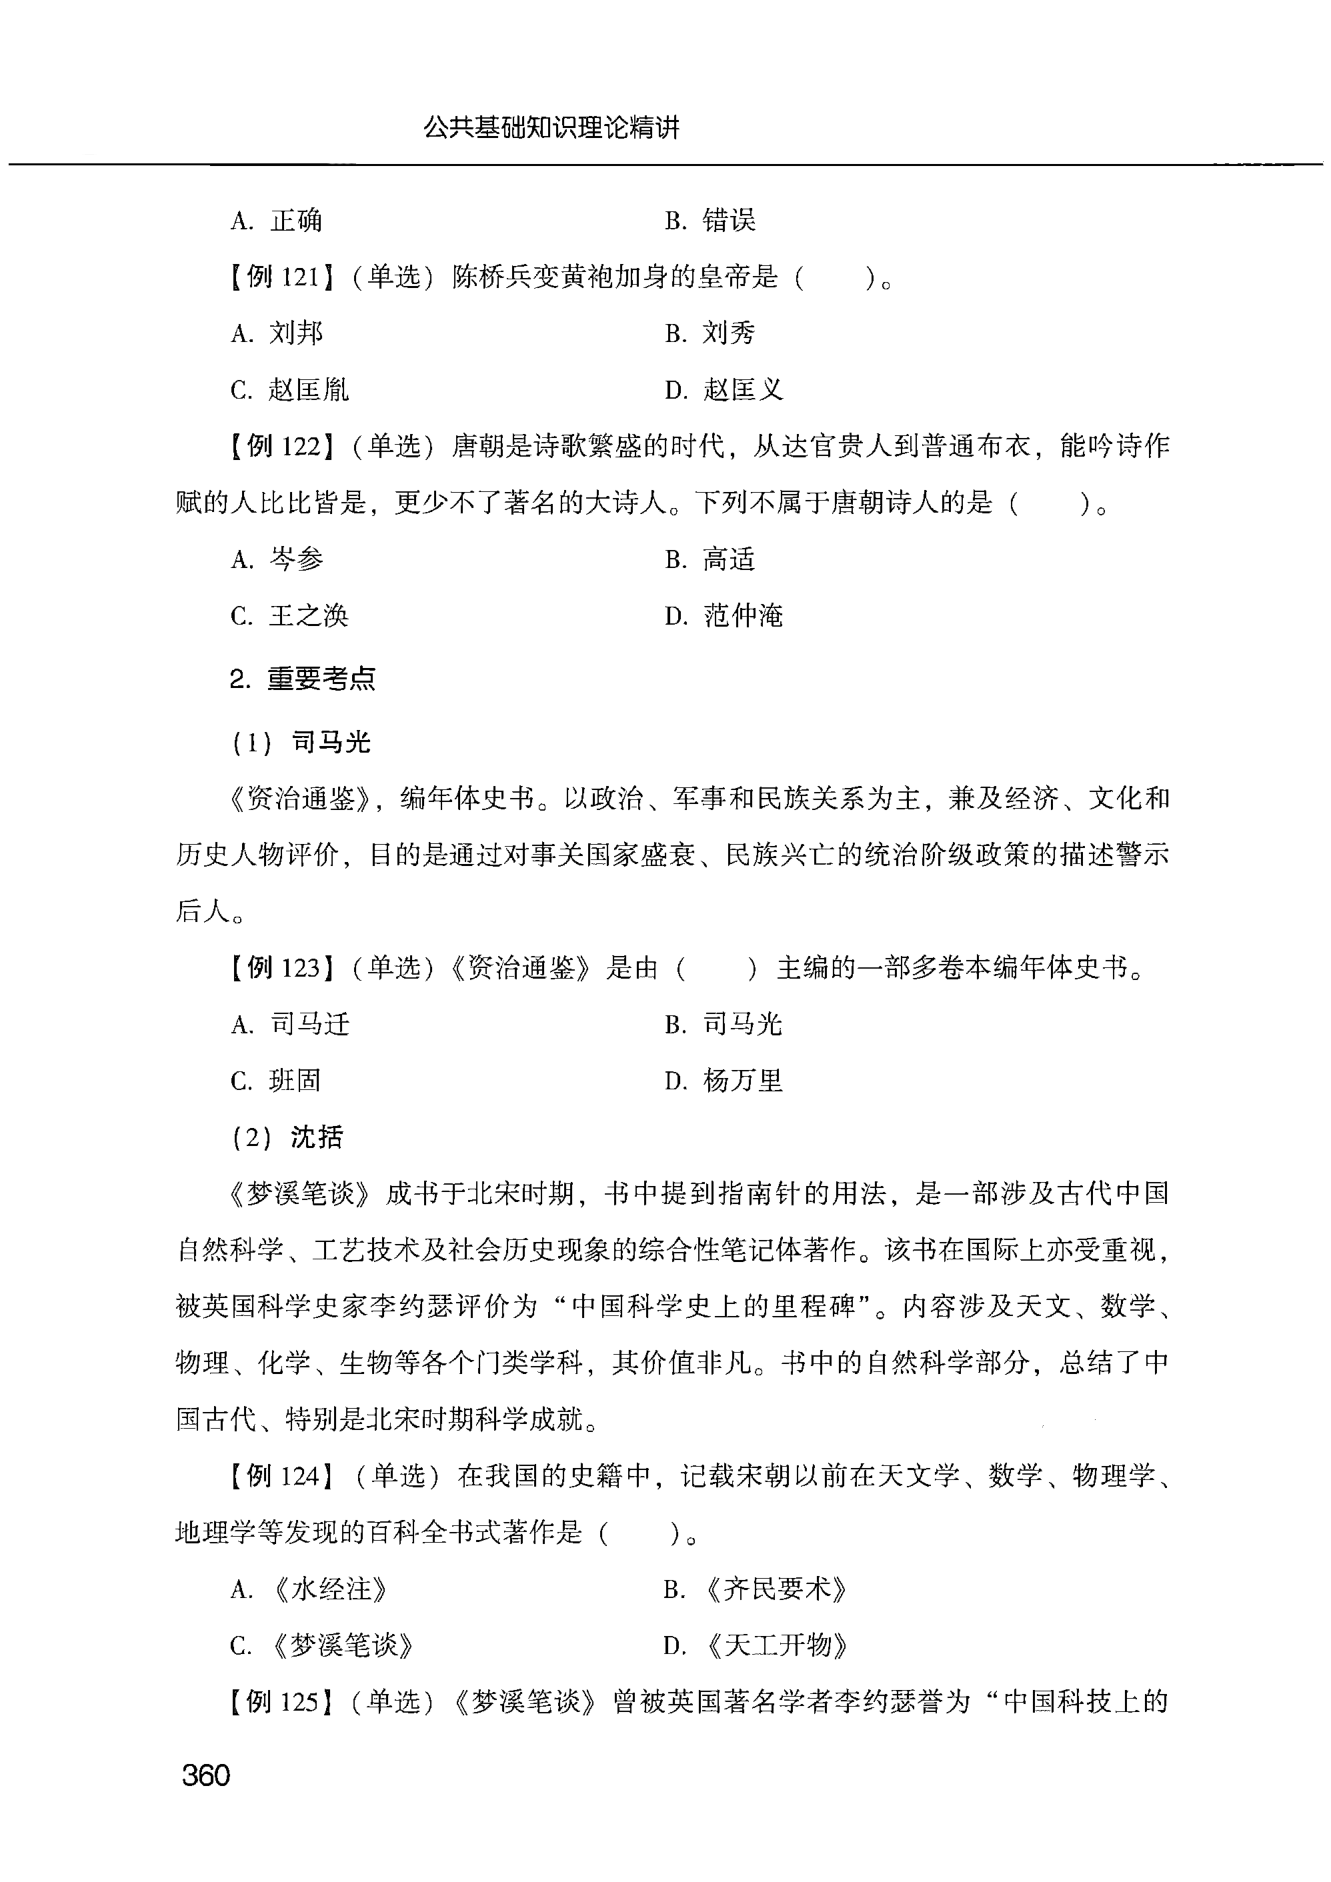 公共基础知识理论精讲
A. 正确 B. 错误
【例 121】(单选) 陈桥兵变黄袍加身的皇帝是 (  )。
A. 刘邦 B. 刘秀
C. 赵匡胤 D. 赵匡义
【例 122】(单选) 唐朝是诗歌繁盛的时代，从达官贵人到普通布衣，能吟诗作
赋的人比比皆是，更少不了著名的大诗人。下列不属于唐朝诗人的是 (  )。
A. 岑参 B. 高适
C. 王之涣 D. 范仲淹
2. 重要考点
(1) 司马光
《资治通鉴》，编年体史书。以政治、军事和民族关系为主，兼及经济、文化和
历史人物评价，目的是通过对事关国家盛衰、民族兴亡的统治阶级政策的描述警示
后人。
【例 123】(单选)《资治通鉴》是由 (  ) 主编的一部多卷本编年体史书。
A. 司马迁 B. 司马光
C. 班固 D. 杨万里
(2) 沈括
《梦溪笔谈》成书于北宋时期，书中提到指南针的用法，是一部涉及古代中国
自然科学、工艺技术及社会历史现象的综合性笔记体著作。该书在国际上亦受重视，
被英国科学史家李约瑟评价为“中国科学史上的里程碑”。内容涉及天文、数学、
物理、化学、生物等各个门类学科，其价值非凡。书中的自然科学部分，总结了中
国古代、特别是北宋时期科学成就。
【例 124】(单选) 在我国的史籍中，记载宋朝以前在天文学、数学、物理学、
地理学等发现的百科全书式著作是 (  )。
A. 《水经注》 B. 《齐民要术》
C. 《梦溪笔谈》 D. 《天工开物》
【例 125】(单选)《梦溪笔谈》曾被英国著名学者李约瑟誉为“中国科技上的
360